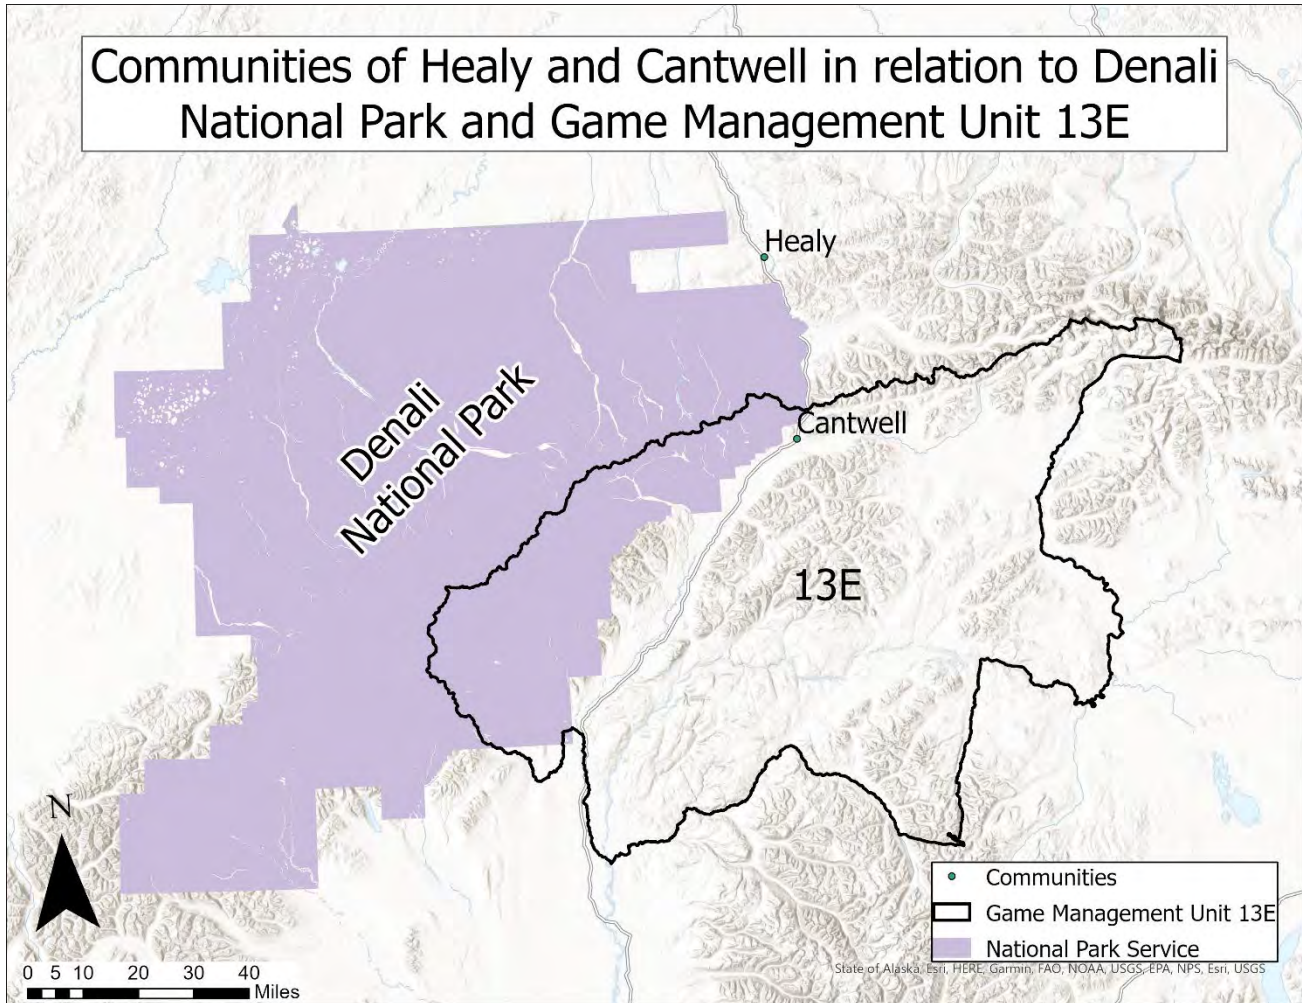 Communities of Healy and Cantwell in relation to Denali
National Park and Game Management Unit 13E
Healy
Denali
National Park
Cantwell
13E
N
Communities
Game Management Unit 13E
National Park Service
0 5 10 20 30 40
Miles
State of Alaska, Esri, HERE, Garmin, FAO, NOAA, USGS, EPA, NPS, Esri, USGS